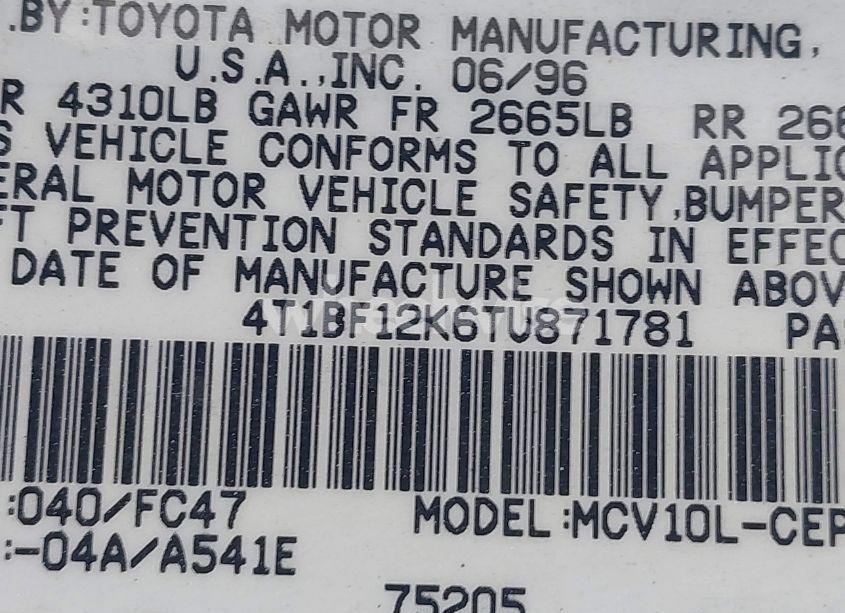 .BY:TOYOTA MOTOR MANUFACTURING,
U.S.A.,INC. 06/96
R 4310LB GAWR FR 2665LB RR 266
S VEHICLE CONFORMS TO ALL APPLIC
ERAL MOTOR VEHICLE SAFETY,BUMPER
FT PREVENTION STANDARDS IN EFFEC
DATE OF MANUFACTURE SHOWN ABOV
4T1BF12K6TU871781 PAS
:040/FC47 MODEL:MCV10L-CEP
:-04A/A541E
75205